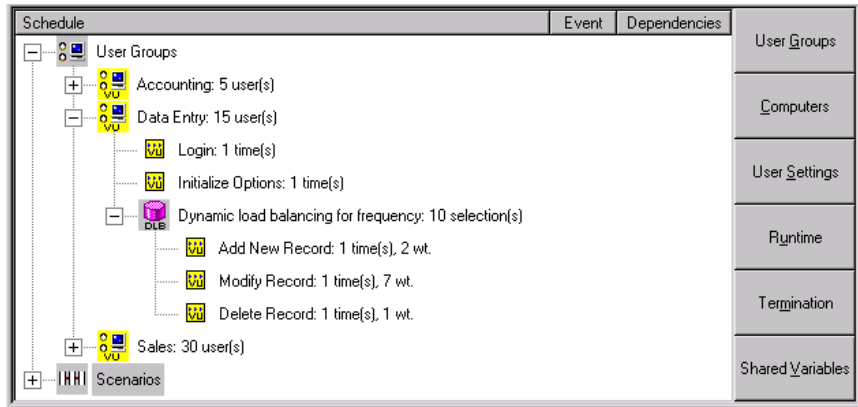 Schedule Event Dependencies
User Groups
Accounting: 5 user(s)
Data Entry: 15 user(s)
Login: 1 time(s)
Initialize Options: 1 time(s)
Dynamic load balancing for frequency: 10 selection(s)
DLB
Add New Record: 1 time(s), 2 wt.
Modify Record: 1 time(s), 7 wt.
Delete Record: 1 time(s), 1 wt.
Sales: 30 user(s)
Scenarios
User Groups
Computers
User Settings
Runtime
Termination
Shared Variables